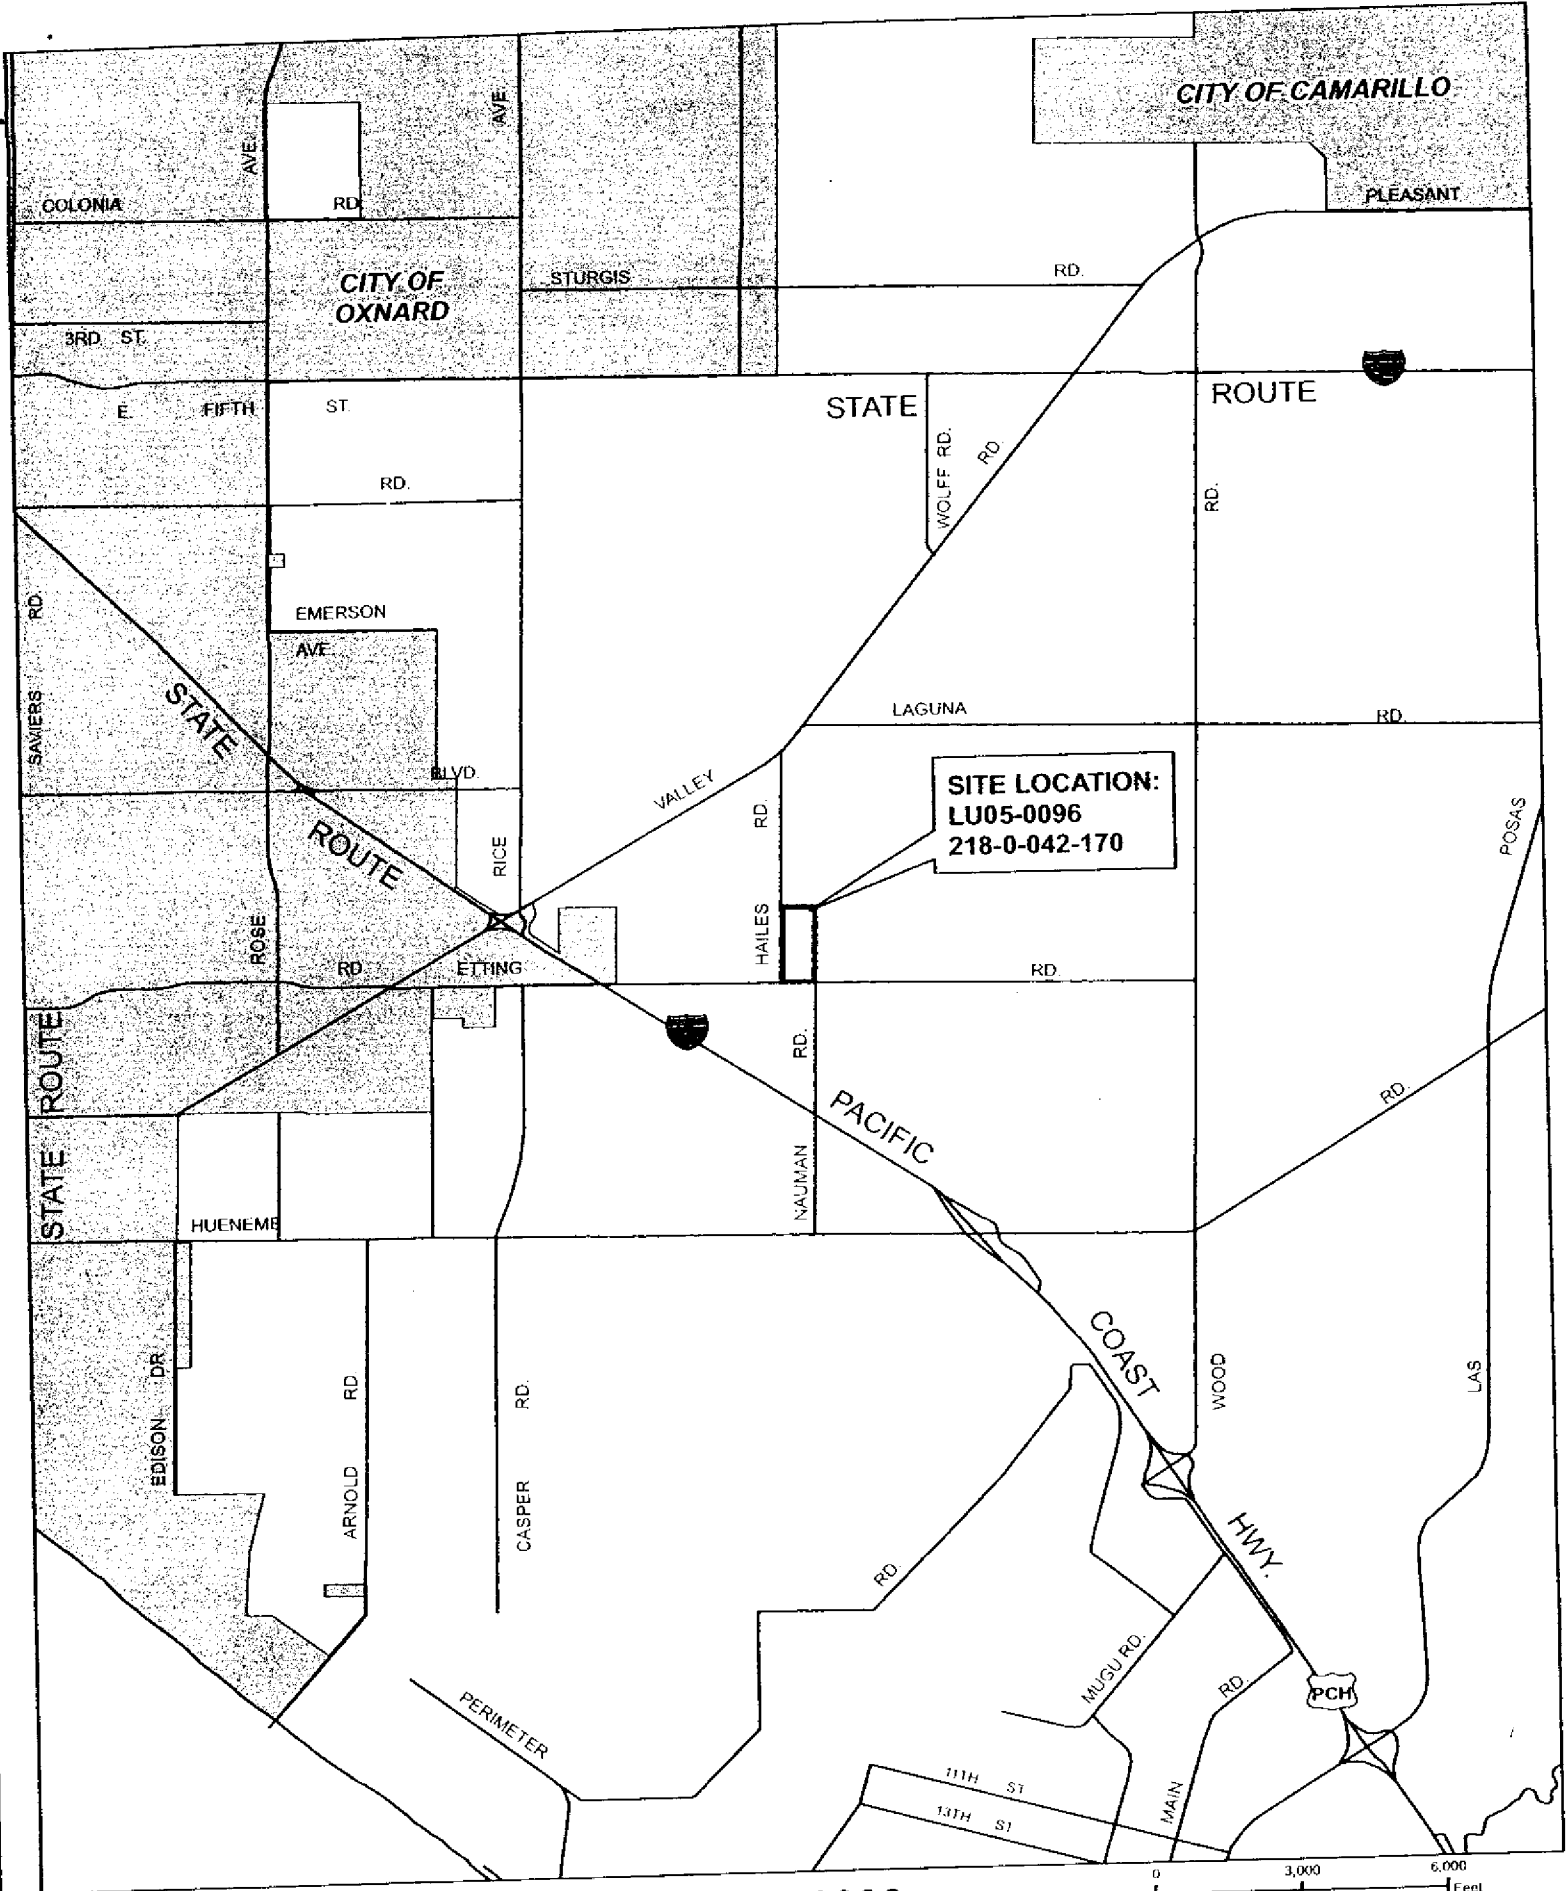 CITY OF CAMARILLO
AVE.
AVE.
COLONIA
RD.
PLEASANT
CITY OF
OXNARD
STURGIS
RD.
3RD ST.
E. FIFTH ST.
STATE
ROUTE
RD.
WOLFF RD.
RD.
RD.
SAVIERS RD.
EMERSON
AVE.
STATE
ROUTE
BLVD.
LAGUNA
RD.
VALLEY
SITE LOCATION:
LU05-0096
218-0-042-170
HAILES RD.
RICE
POSAS
ROSE
RD.
ETTING
RD.
STATE ROUTE
NAUMAN RD.
PACIFIC
RD.
HUENEME
COAST
WOOD
LAS
EDISON DR.
ARNOLD RD.
CASPER RD.
HWY.
RD.
MUGU RD.
RD.
PCH
PERIMETER
11TH ST
13TH ST
MAIN
0
3,000
6,000
Feet